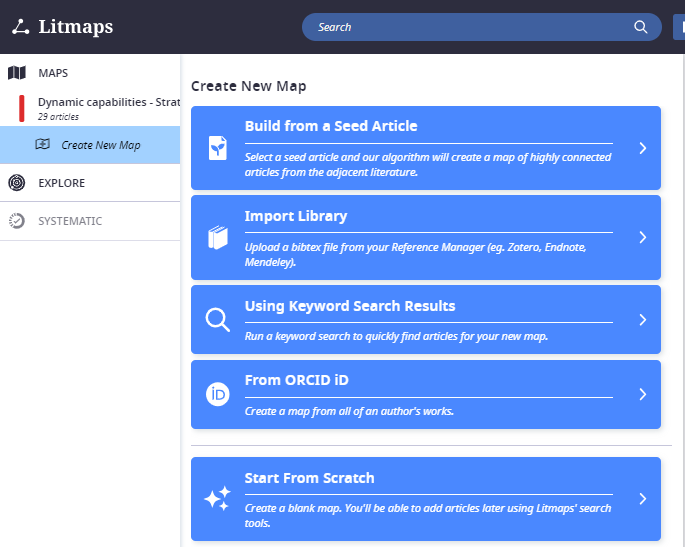 Litmaps
Search
MAPS
Dynamic capabilities - Strat
29 articles
Create New Map
EXPLORE
SYSTEMATIC
Create New Map
Build from a Seed Article
Select a seed article and our algorithm will create a map of highly connected
articles from the adjacent literature.
Import Library
Upload a bibtex file from your Reference Manager (eg. Zotero, Endnote,
Mendeley).
Using Keyword Search Results
Run a keyword search to quickly find articles for your new map.
iD
From ORCID iD
Create a map from all of an author's works.
Start From Scratch
Create a blank map. You'll be able to add articles later using Litmaps' search
tools.